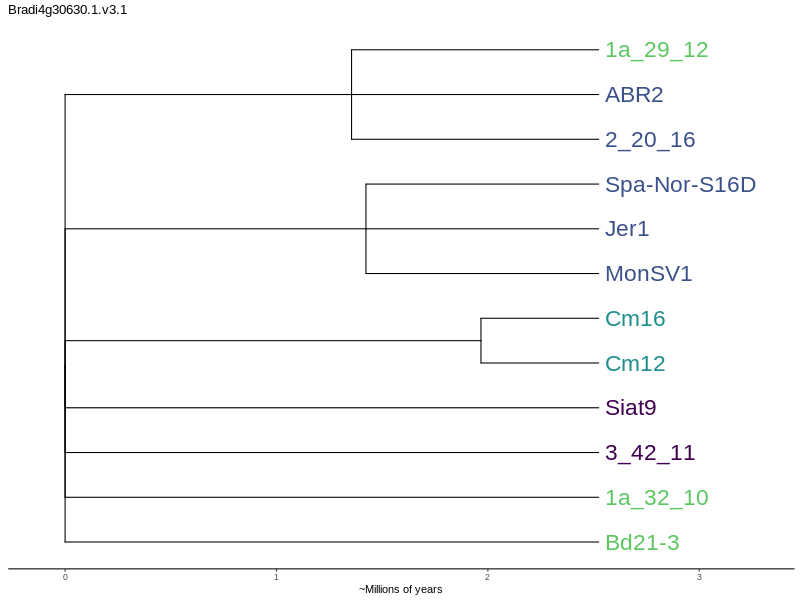 Bradi4g30630.1.v3.1
1a_29_12
ABR2
2_20_16
Spa-Nor-S16D
Jer1
MonSV1
Cm16
Cm12
Siat9
3_42_11
1a_32_10
Bd21-3
0 1 2 3
~Millions of years